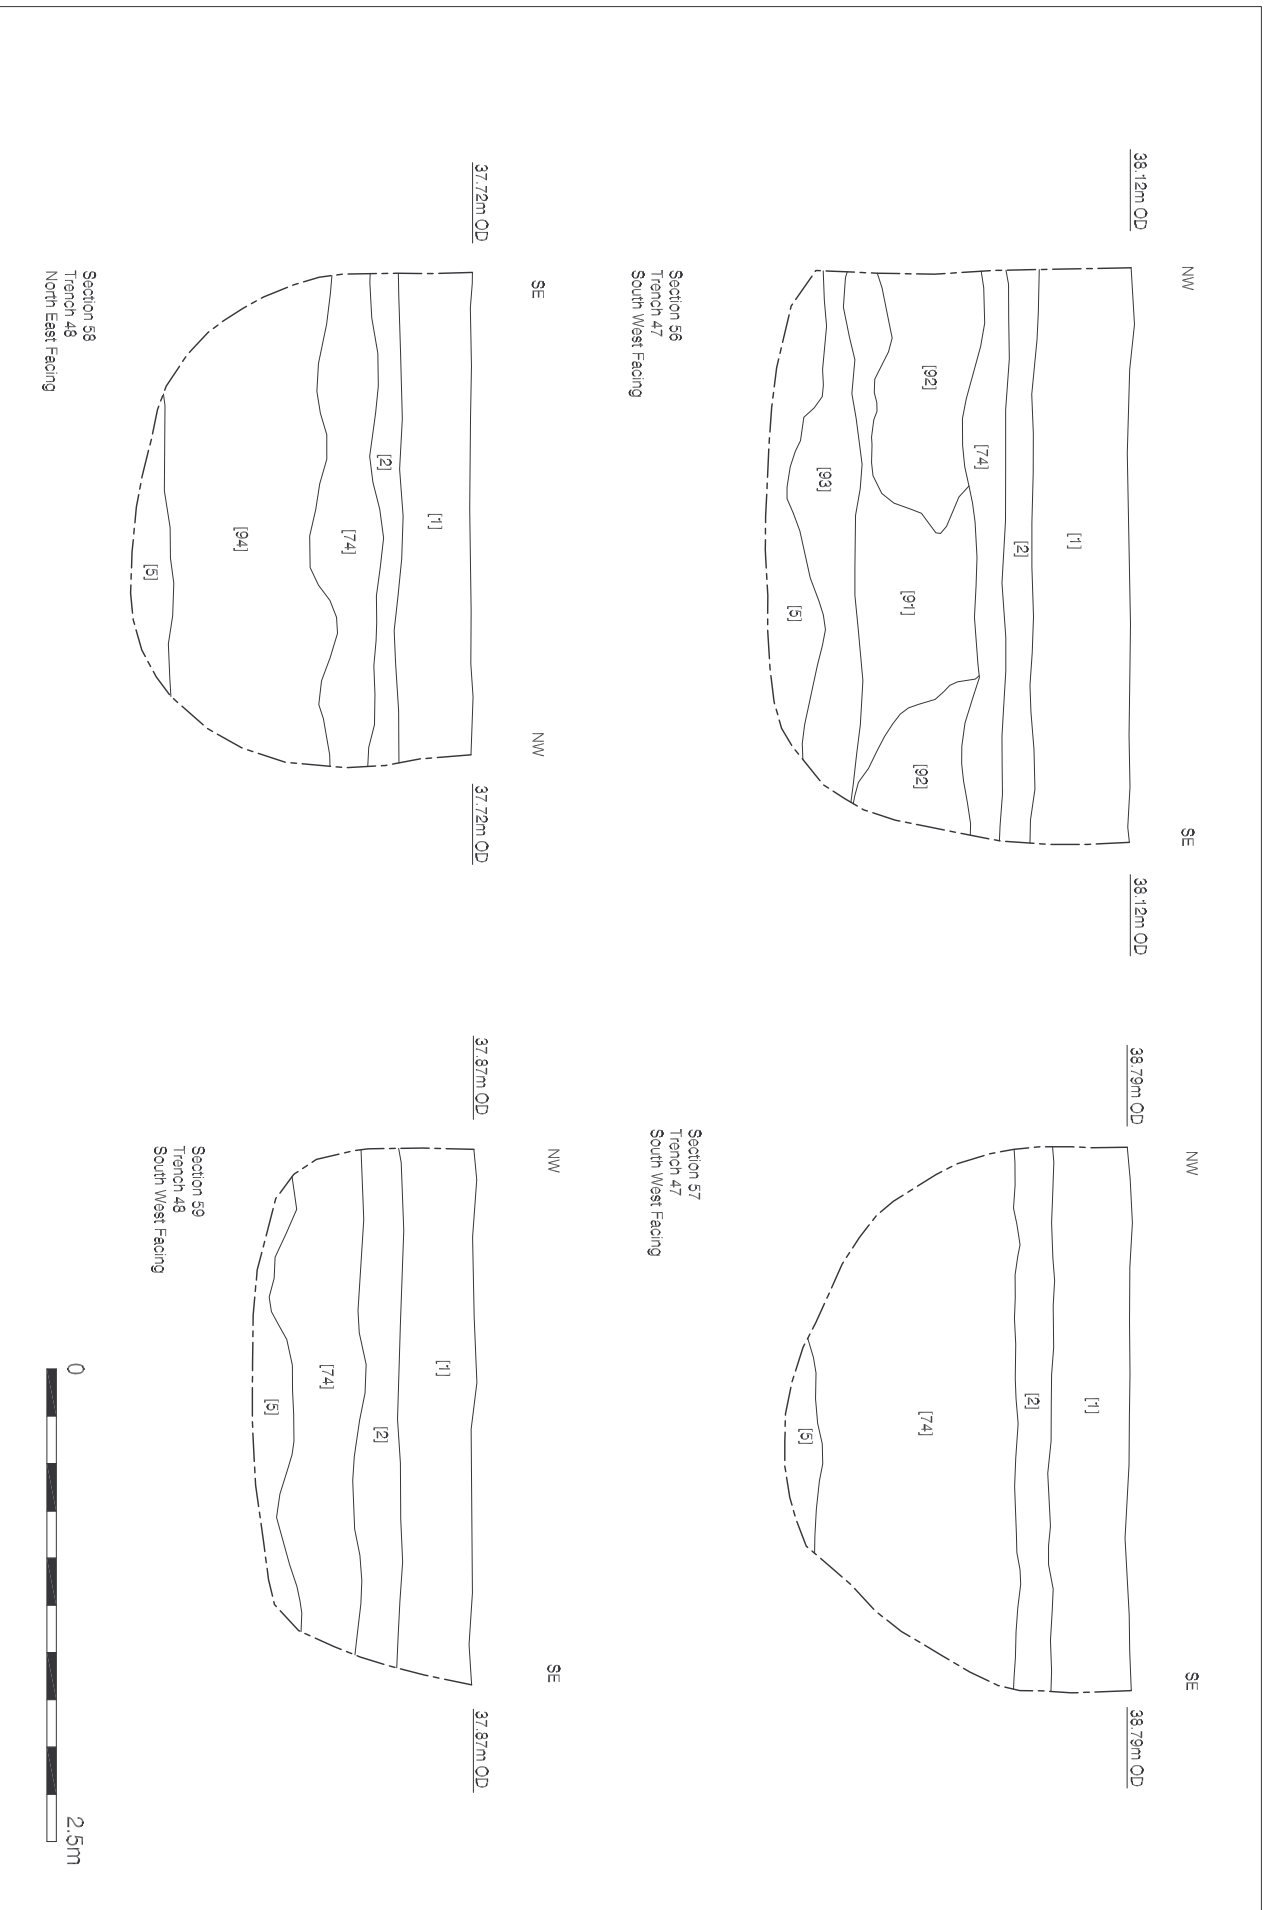 NW
SE
38.12m OD
38.12m OD
[1]
[2]
[74]
[92]
[91]
[92]
[93]
[5]
Section 56
Trench 47
South West Facing
NW
SE
38.79m OD
38.79m OD
[1]
[2]
[74]
[5]
Section 57
Trench 47
South West Facing
SE
NW
37.72m OD
37.72m OD
[1]
[2]
[74]
[94]
[5]
Section 58
Trench 48
North East Facing
NW
SE
37.87m OD
37.87m OD
[1]
[2]
[74]
[5]
Section 59
Trench 48
South West Facing
0
2.5m